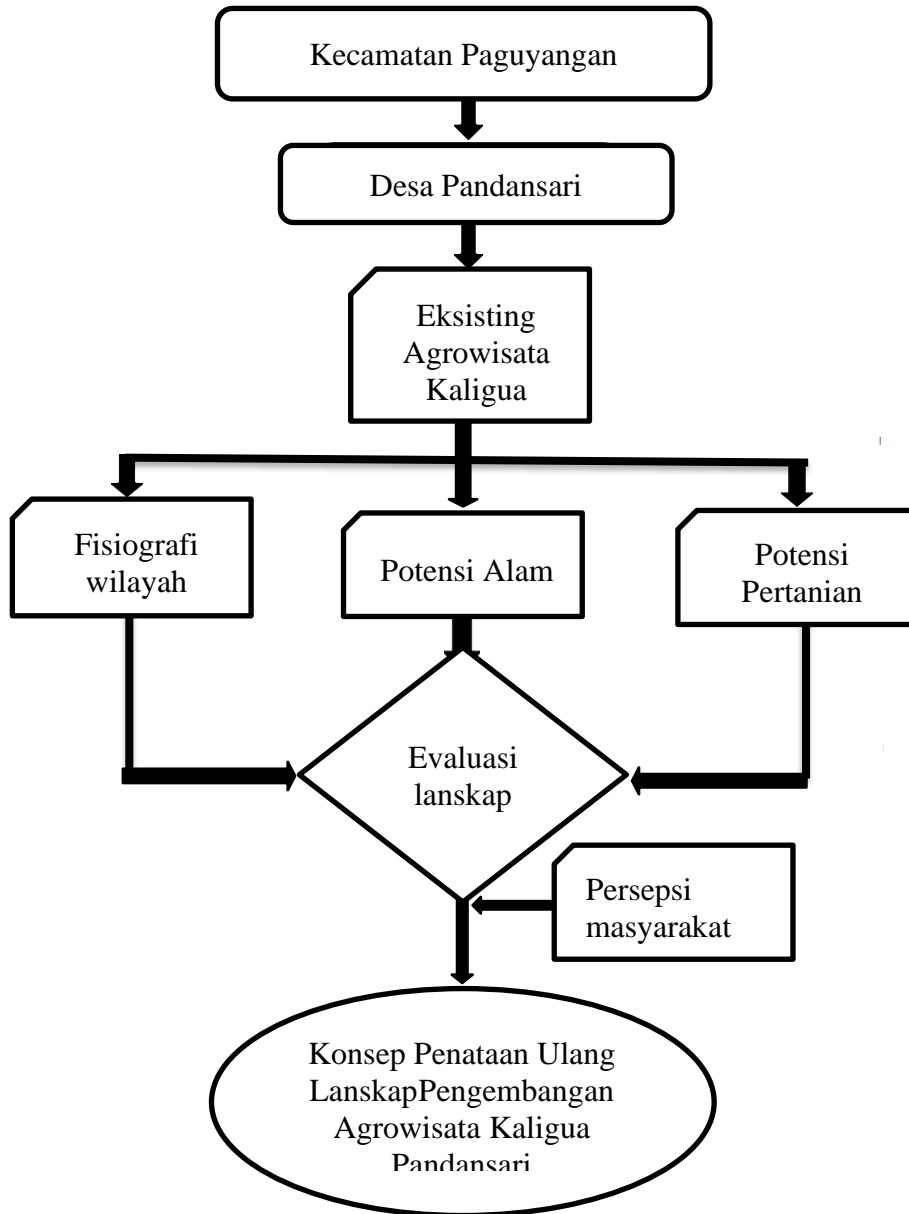 Kecamatan Paguyangan
Desa Pandansari
Eksisting
Agrowisata
Kaligua
Fisiografi
wilayah
Potensi Alam
Potensi
Pertanian
Evaluasi
lanskap
Persepsi
masyarakat
Konsep Penataan Ulang
LanskapPengembangan
Agrowisata Kaligua
Pandansari